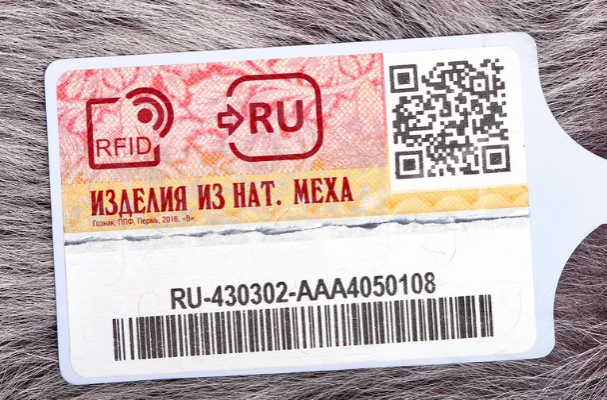 RFID
RU
ИЗДЕЛИЯ ИЗ НАТ. МЕХА
Гознак, ППФ, Пермь, 2016, «В»
RU-430302-AAA4050108